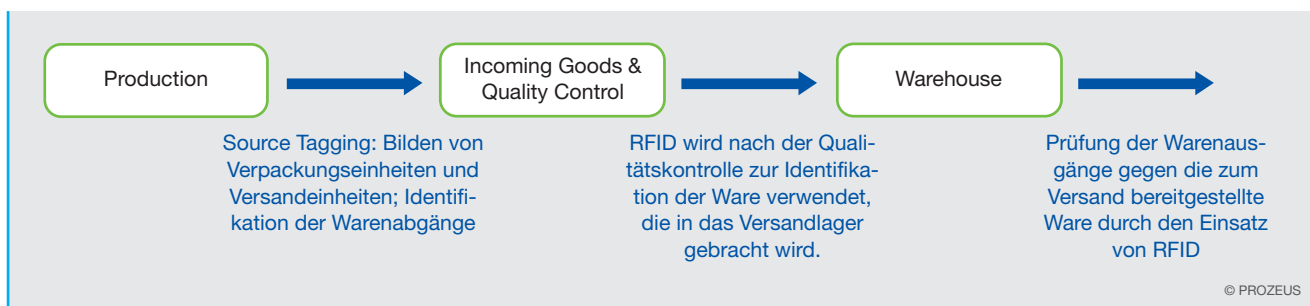 Production
Incoming Goods &
Quality Control
Warehouse
Source Tagging: Bilden von
Verpackungseinheiten und
Versandeinheiten; Identifi-
kation der Warenabgänge
RFID wird nach der Quali-
tätskontrolle zur Identifika-
tion der Ware verwendet,
die in das Versandlager
gebracht wird.
Prüfung der Warenaus-
gänge gegen die zum
Versand bereitgestellte
Ware durch den Einsatz
von RFID
© PROZEUS